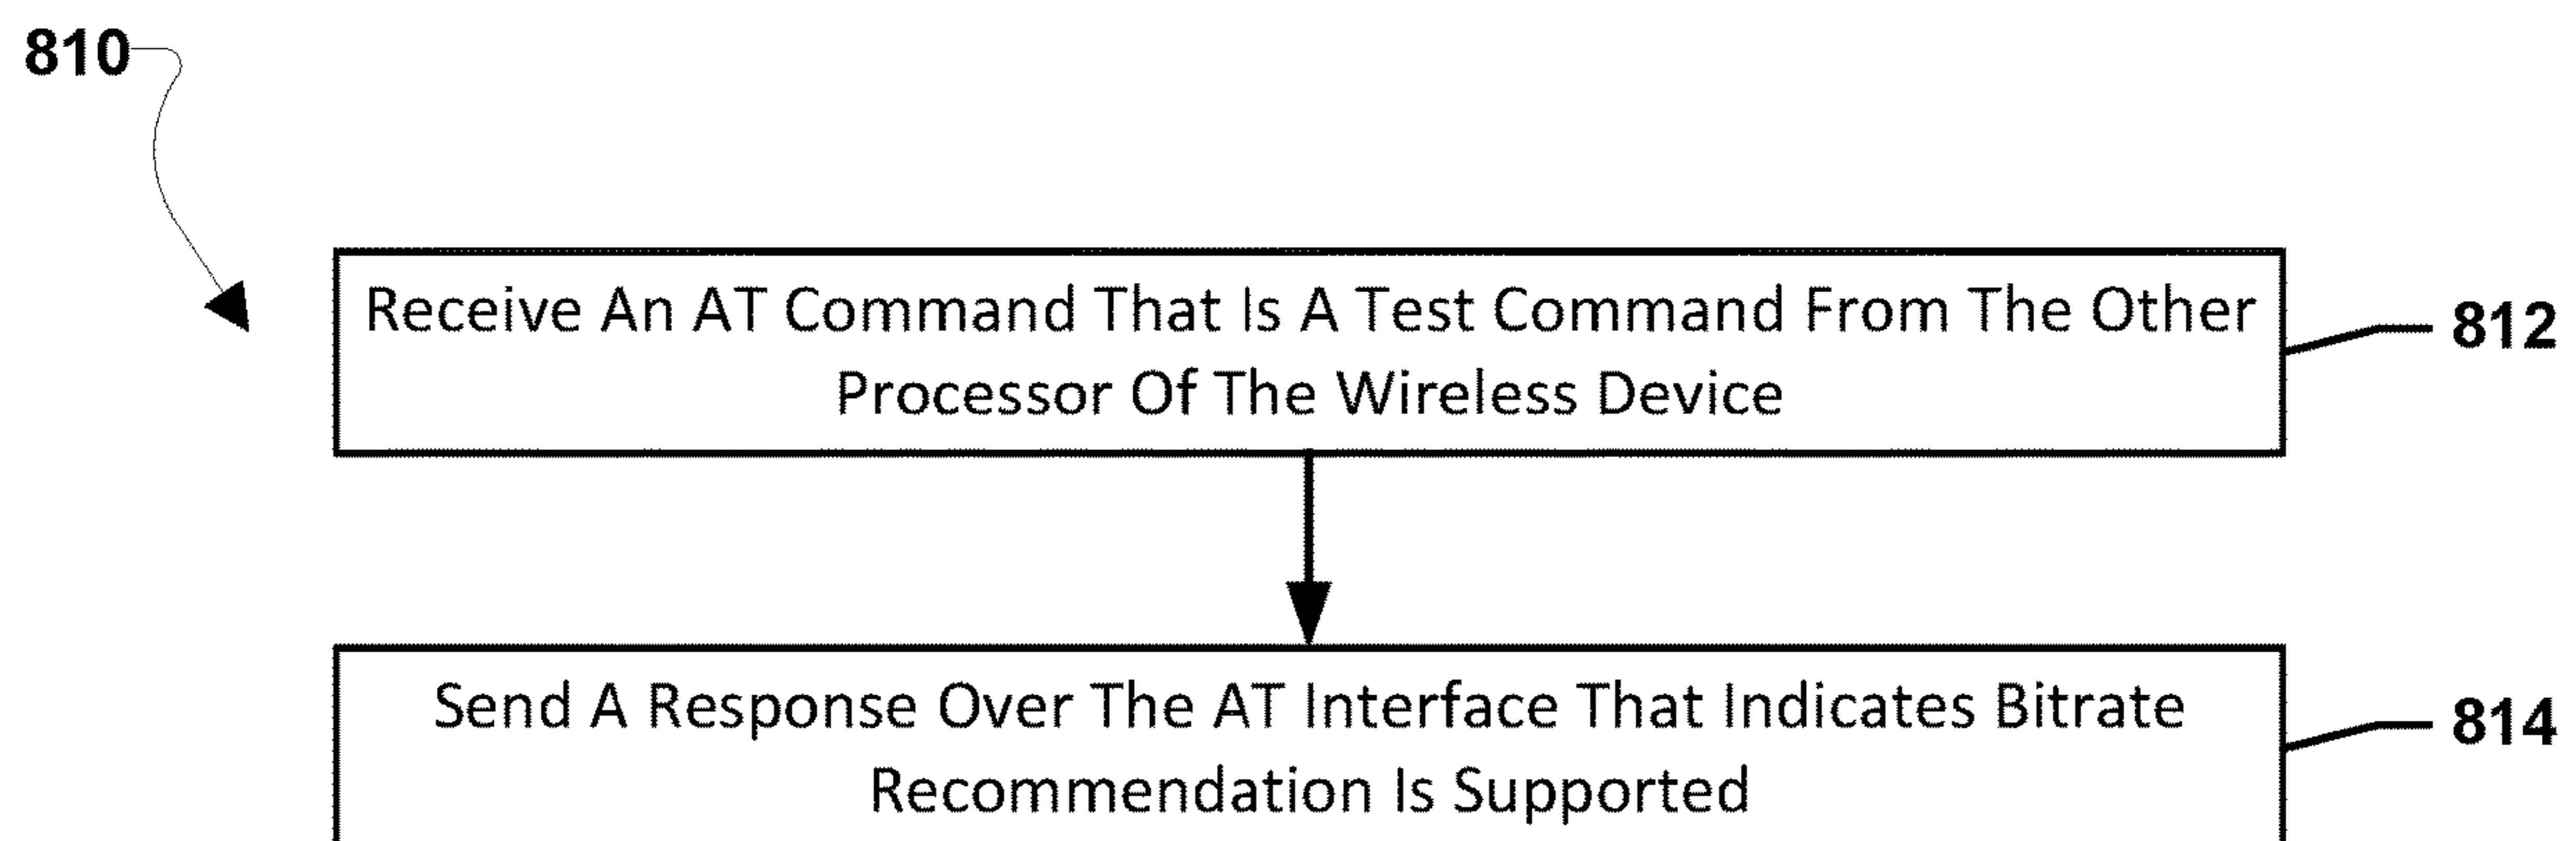 810
Receive An AT Command That Is A Test Command From The Other
Processor Of The Wireless Device
812
Send A Response Over The AT Interface That Indicates Bitrate
Recommendation Is Supported
814